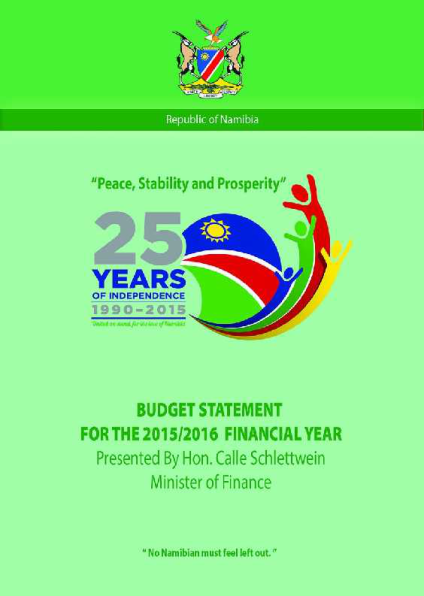 Republic of Namibia
"Peace, Stability and Prosperity"
25
YEARS
OF INDEPENDENCE
1990-2015
BUDGET STATEMENT
FOR THE 2015/2016 FINANCIAL YEAR
Presented By Hon. Calle Schlettwein
Minister of Finance
" No Namibian must feel left out. "